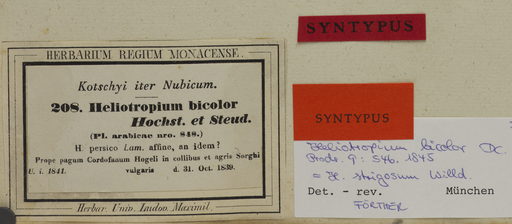 HERBARIUM REGIUM MONACENSE.
Kotschyi iter Nubicum.
208. Heliotropium bicolor
Hochst. et Steud.
(Pl. arabicae nro. 848.)
H. persico Lam. affine, an idem?
Prope pagum Cordofanum Hogeli in collibus et agris Sorghi
U. i. 1841. vulgaris d. 31. Oct. 1839.
Herbar. Univ. Ludov. Maximil.
SYNTYPUS
SYNTYPUS
Heliotropium bicolor DC.
Prodr. 9: 546. 1845
= H. strigosum Willd.
Det. - rev. München
FÖRTHER